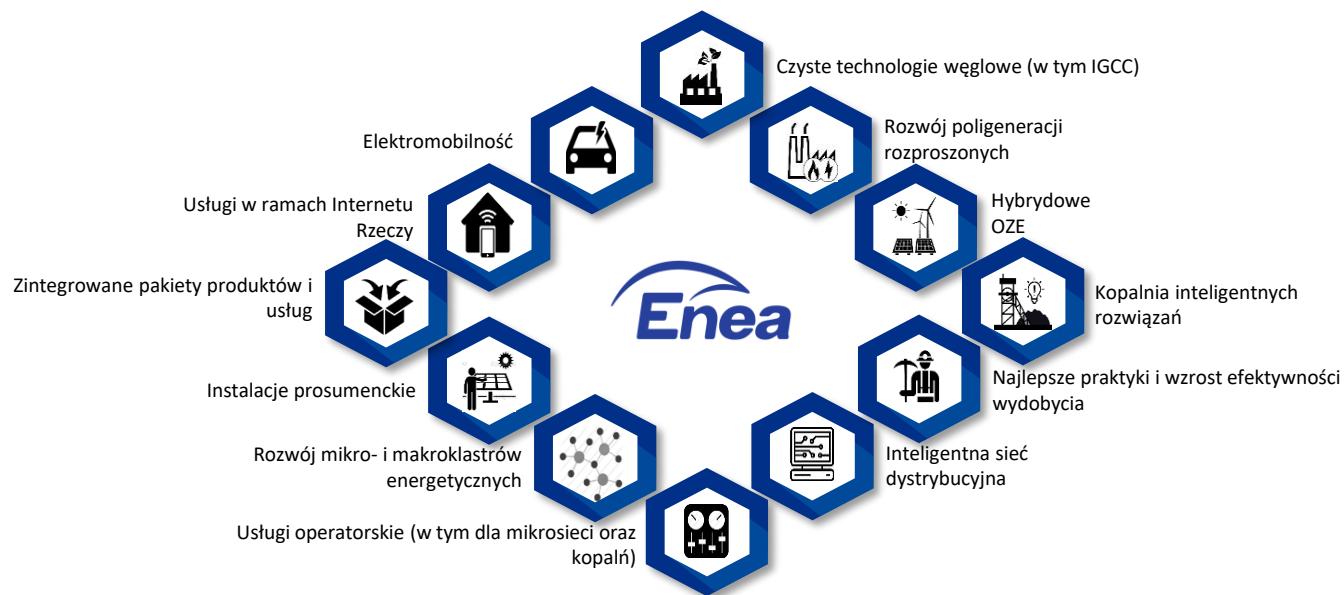 Czyste technologie węglowe (w tym IGCC)
Elektromobilność
Rozwój poligeneracji
rozproszonych
Usługi w ramach Internetu
Rzeczy
Hybrydowe
OZE
Zintegrowane pakiety produktów i
usług
Enea
Kopalnia inteligentnych
rozwiązań
Instalacje prosumenckie
Najlepsze praktyki i wzrost efektywności
wydobycia
Rozwój mikro- i makroklastrów
energetycznych
Inteligentna sieć
dystrybucyjna
Usługi operatorskie (w tym dla mikrosieci oraz
kopalń)